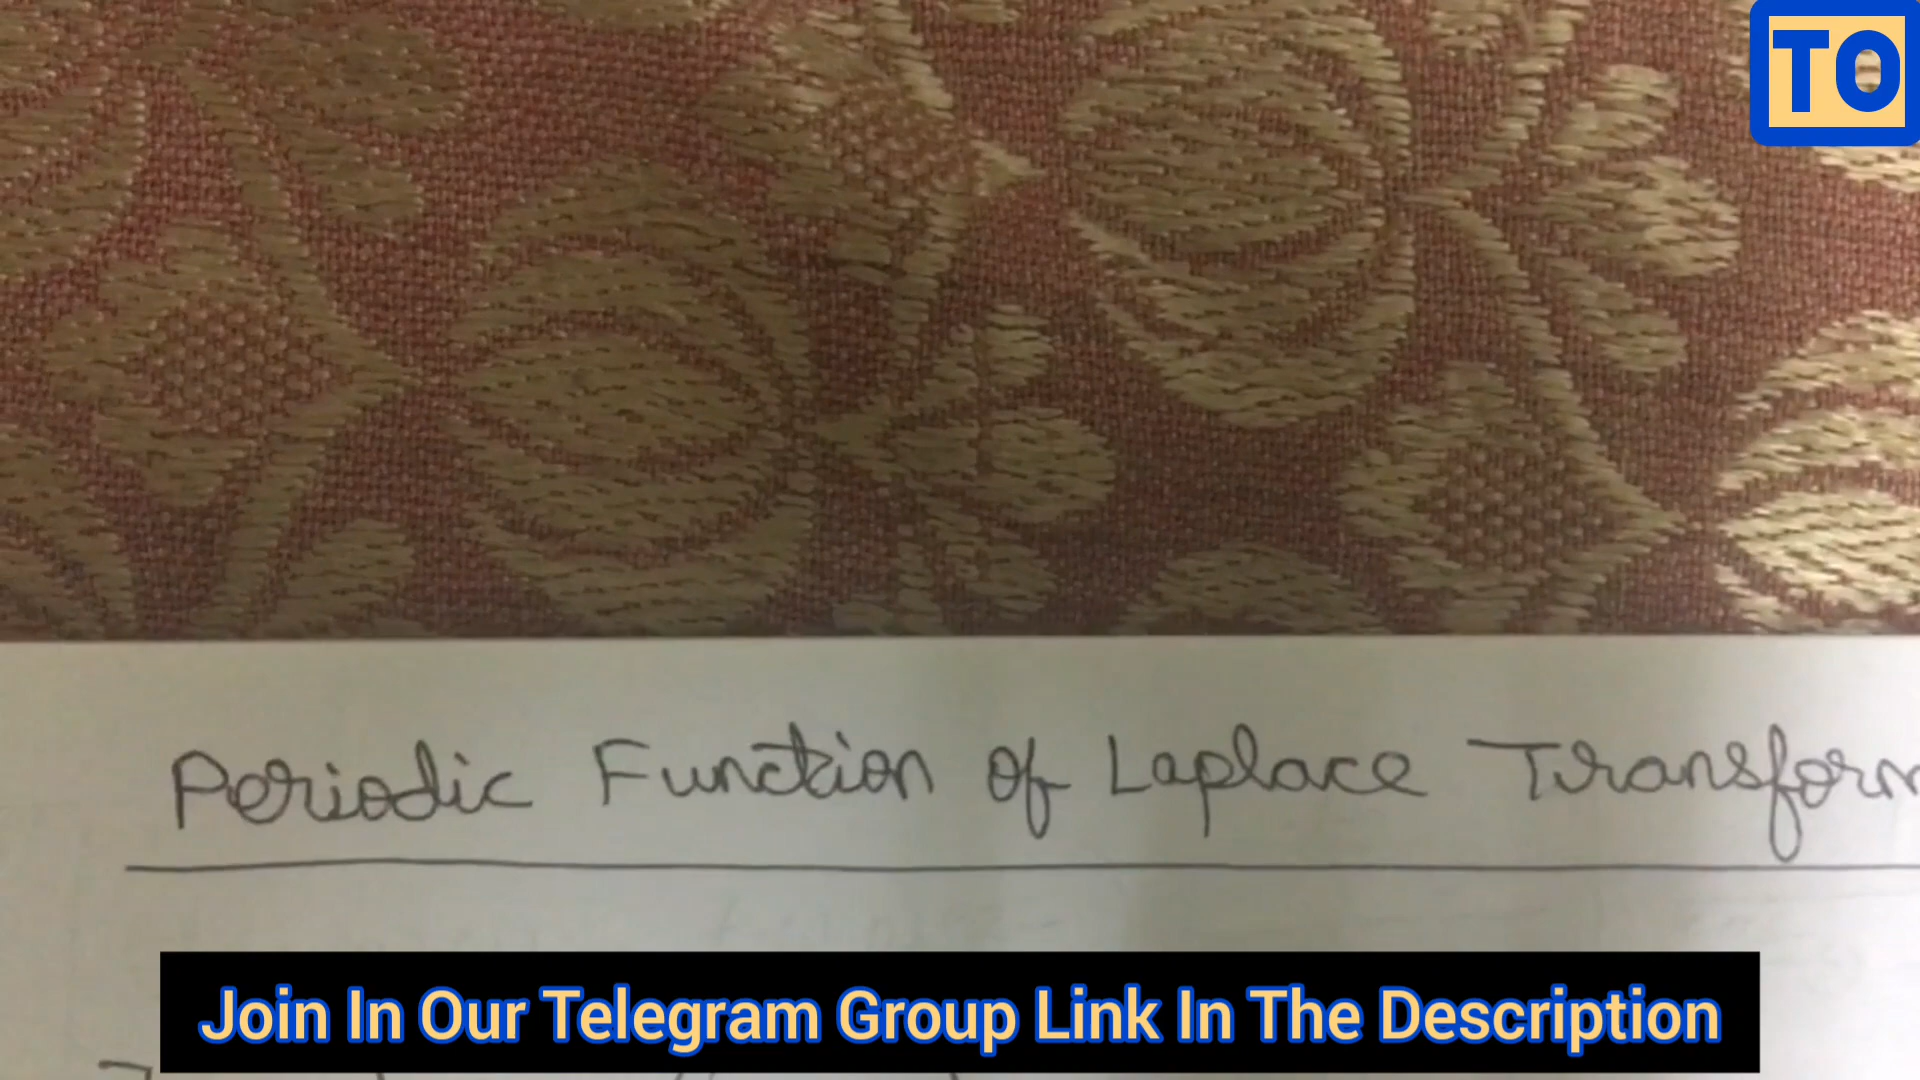 TO
Periodic Function of Laplace Transform
Join In Our Telegram Group Link In The Description